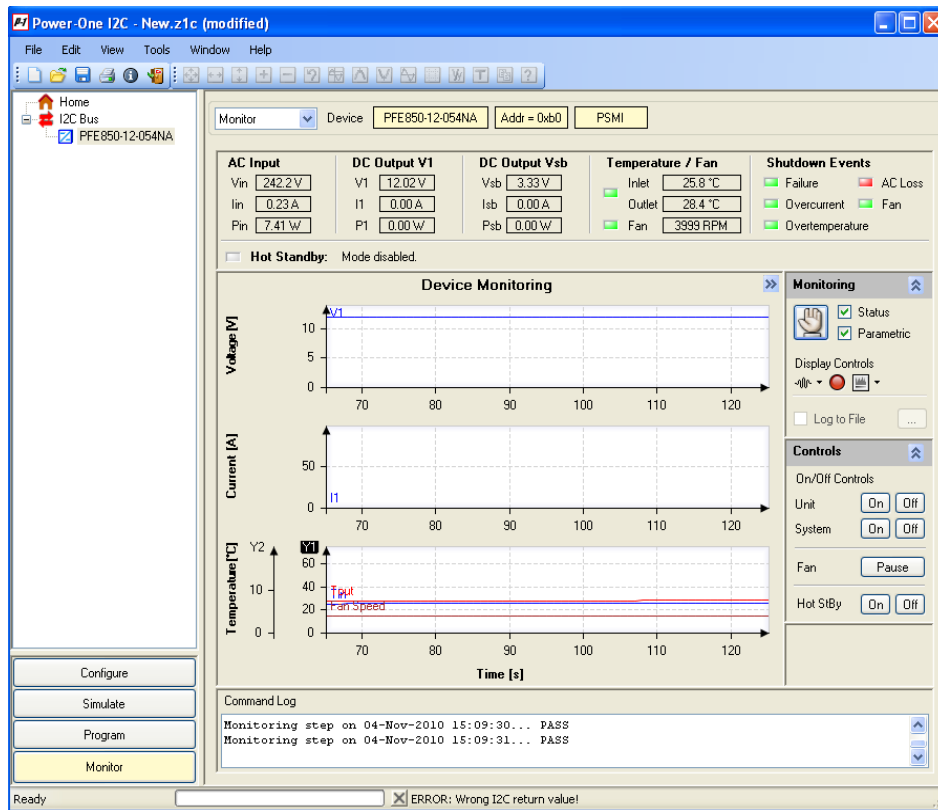 Power-One I2C - New.z1c (modified)
File Edit View Tools Window Help
Home
I2C Bus
PFE850-12-054NA
Monitor Device PFE850-12-054NA Addr = 0xb0 PSMI
AC Input DC Output V1 DC Output Vsb Temperature / Fan Shutdown Events
Vin 242.2 V V1 12.02 V Vsb 3.33 V Inlet 25.8 °C Failure AC Loss
Iin 0.23 A I1 0.00 A Isb 0.00 A Outlet 28.4 °C Overcurrent Fan
Pin 7.41 W P1 0.00 W Psb 0.00 W Fan 3999 RPM Overtemperature
Hot Standby: Mode disabled.
Device Monitoring
Voltage [V]
V1
10
5
0
70 80 90 100 110 120
Current [A]
50
I1
0
70 80 90 100 110 120
Temperature [°C]
Y2 Y1
60
10 40
20
0 0
Fan Speed
70 80 90 100 110 120
Time [s]
Monitoring
Status
Parametric
Display Controls
Log to File ...
Controls
On/Off Controls
Unit On Off
System On Off
Fan Pause
Hot StBy On Off
Configure
Simulate
Program
Monitor
Command Log
Monitoring step on 04-Nov-2010 15:09:30... PASS
Monitoring step on 04-Nov-2010 15:09:31... PASS
Ready ERROR: Wrong I2C return value!